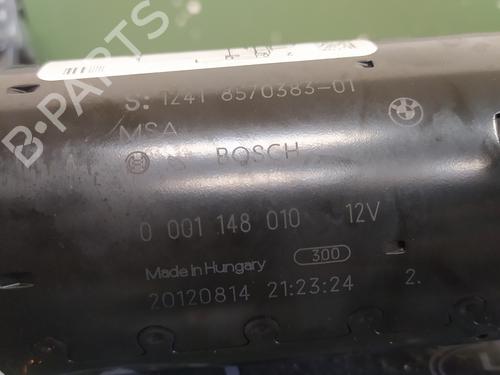 B-PARTS
S: 1241 8570383-01
MSA
BOSCH
0 001 148 010 12V
Made in Hungary 300
20120814 21:23:24 2.